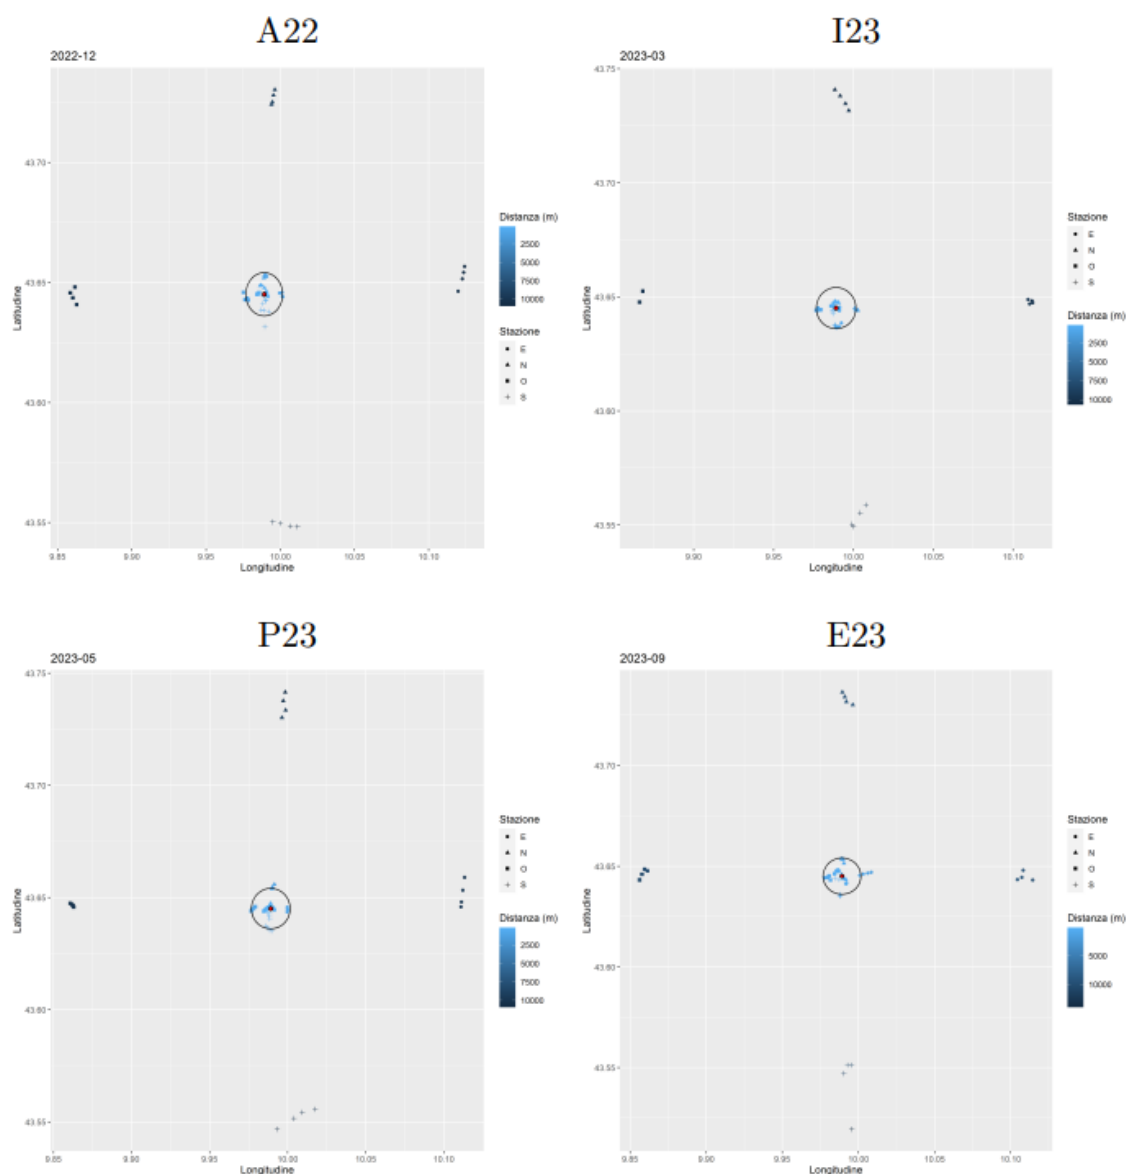 A22
2022-12
43.70
43.65
43.60
43.55
9.85 9.90 9.95 10.00 10.05 10.10
Longitudine
Latitudine
Distanza (m)
2500
5000
7500
10000
Stazione
E
N
O
S
I23
2023-03
43.75
43.70
43.65
43.60
43.55
9.90 9.95 10.00 10.05 10.10
Longitudine
Latitudine
Stazione
E
N
O
S
Distanza (m)
2500
5000
7500
10000
P23
2023-05
43.75
43.70
43.65
43.60
43.55
9.85 9.90 9.95 10.00 10.05 10.10
Longitudine
Latitudine
Stazione
E
N
O
S
Distanza (m)
2500
5000
7500
10000
E23
2023-09
43.70
43.65
43.60
43.55
9.85 9.90 9.95 10.00 10.05 10.10
Longitudine
Latitudine
Stazione
E
N
O
S
Distanza (m)
5000
10000